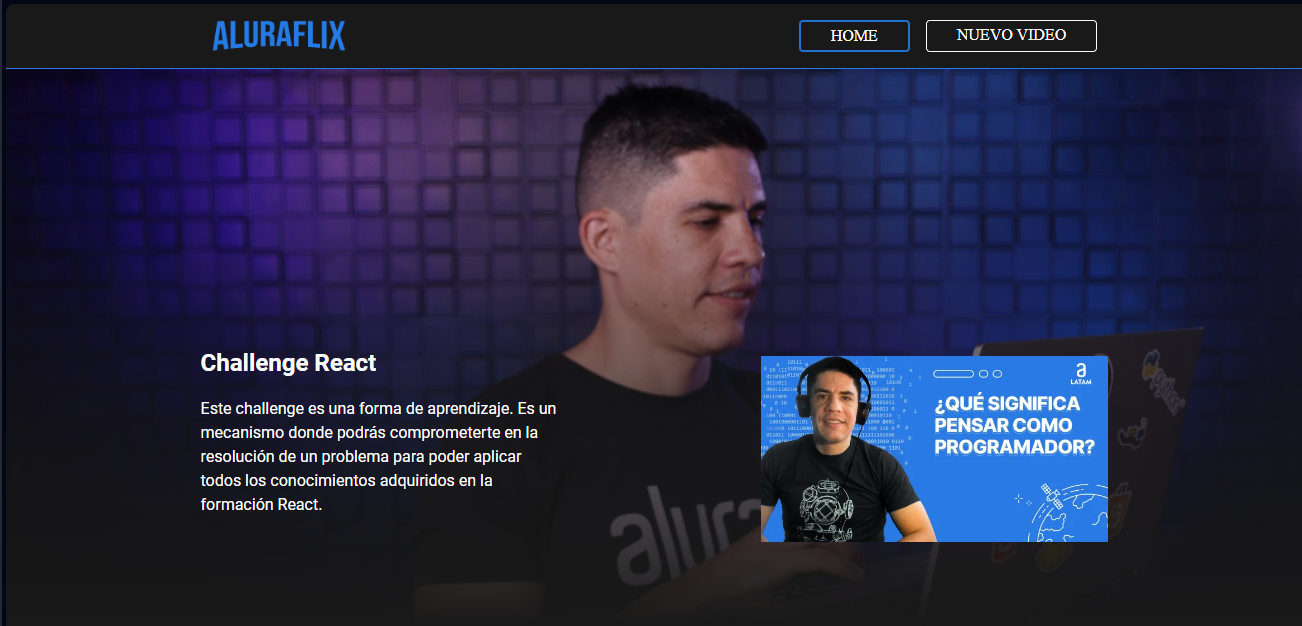 ALURAFLIX
HOME
NUEVO VIDEO
Challenge React
Este challenge es una forma de aprendizaje. Es un
mecanismo donde podrás comprometerte en la
resolución de un problema para poder aplicar
todos los conocimientos adquiridos en la
formación React.
alura
a
LATAM
¿QUÉ SIGNIFICA
PENSAR COMO
PROGRAMADOR?